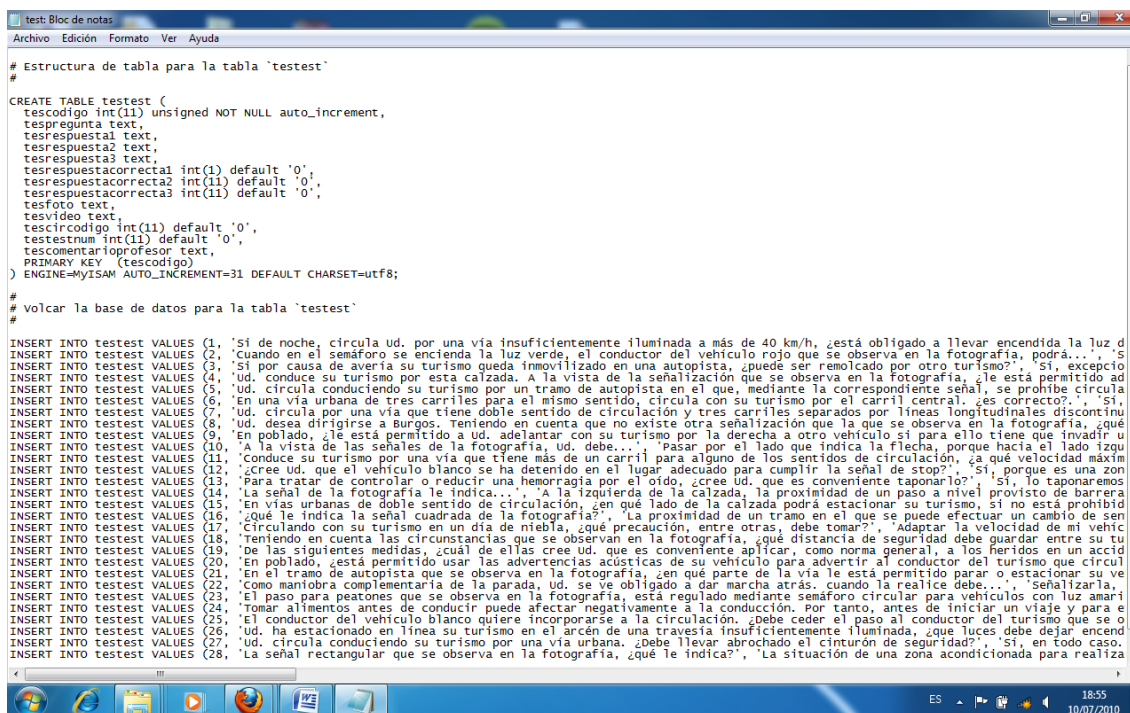 test: Bloc de notas
Archivo Edición Formato Ver Ayuda
# Estructura de tabla para la tabla `testest`
#
CREATE TABLE testest (
tescodigo int(11) unsigned NOT NULL auto_increment,
tespregunta text,
tesrespuesta1 text,
tesrespuesta2 text,
tesrespuesta3 text,
tesrespuestacorrecta1 int(1) default '0',
tesrespuestacorrecta2 int(11) default '0',
tesrespuestacorrecta3 int(11) default '0',
tesfoto text,
tesvideo text,
tescircodigo int(11) default '0',
testestnum int(11) default '0',
tescomentarioprofesor text,
PRIMARY KEY (tescodigo)
) ENGINE=MyISAM AUTO_INCREMENT=31 DEFAULT CHARSET=utf8;
#
# Volcar la base de datos para la tabla `testest`
#
INSERT INTO testest VALUES (1, 'Si de noche, circula Ud. por una vía insuficientemente iluminada a más de 40 km/h, ¿está obligado a llevar encendida la luz d
INSERT INTO testest VALUES (2, 'Cuando en el semáforo se encienda la luz verde, el conductor del vehículo rojo que se observa en la fotografía, podrá...', 'S
INSERT INTO testest VALUES (3, 'Si por causa de avería su turismo queda inmovilizado en una autopista, ¿puede ser remolcado por otro turismo?', 'Sí, excepcio
INSERT INTO testest VALUES (4, 'Ud. conduce su turismo por esta calzada. A la vista de la señalización que se observa en la fotografía, ¿le está permitido ad
INSERT INTO testest VALUES (5, 'Ud. circula conduciendo su turismo por un tramo de autopista en el que, mediante la correspondiente señal, se prohíbe circula
INSERT INTO testest VALUES (6, 'En una vía urbana de tres carriles para el mismo sentido, circula con su turismo por el carril central. ¿es correcto?.', 'Sí,
INSERT INTO testest VALUES (7, 'Ud. circula por una vía que tiene doble sentido de circulación y tres carriles separados por líneas longitudinales discontinu
INSERT INTO testest VALUES (8, 'Ud. desea dirigirse a Burgos. Teniendo en cuenta que no existe otra señalización que la que se observa en la fotografía, ¿qué
INSERT INTO testest VALUES (9, 'En poblado, ¿le está permitido a Ud. adelantar con su turismo por la derecha a otro vehículo si para ello tiene que invadir u
INSERT INTO testest VALUES (10, 'A la vista de las señales de la fotografía, Ud. debe...', 'Pasar por el lado que indica la flecha, porque hacia el lado izqu
INSERT INTO testest VALUES (11, 'Conduce su turismo por una vía que tiene más de un carril para alguno de los sentidos de circulación, ¿a qué velocidad máxim
INSERT INTO testest VALUES (12, '¿Cree Ud. que el vehículo blanco se ha detenido en el lugar adecuado para cumplir la señal de stop?', 'Sí, porque es una zon
INSERT INTO testest VALUES (13, 'Para tratar de controlar o reducir una hemorragia por el oído, ¿cree Ud. que es conveniente taponarlo?', 'Sí, lo taponaremos
INSERT INTO testest VALUES (14, 'La señal de la fotografía le indica...', 'A la izquierda de la calzada, la proximidad de un paso a nivel provisto de barrera
INSERT INTO testest VALUES (15, 'En vías urbanas de doble sentido de circulación, ¿en qué lado de la calzada podrá estacionar su turismo, si no está prohibid
INSERT INTO testest VALUES (16, '¿qué le indica la señal cuadrada de la fotografía?', 'La proximidad de un tramo en el que se puede efectuar un cambio de sen
INSERT INTO testest VALUES (17, 'Circulando con su turismo en un día de niebla, ¿qué precaución, entre otras, debe tomar?', 'Adaptar la velocidad de mi vehíc
INSERT INTO testest VALUES (18, 'Teniendo en cuenta las circunstancias que se observan en la fotografía, ¿qué distancia de seguridad debe guardar entre su tu
INSERT INTO testest VALUES (19, 'De las siguientes medidas, ¿cuál de ellas cree Ud. que es conveniente aplicar, como norma general, a los heridos en un accid
INSERT INTO testest VALUES (20, 'En poblado, ¿está permitido usar las advertencias acústicas de su vehículo para advertir al conductor del turismo que circul
INSERT INTO testest VALUES (21, 'En el tramo de autopista que se observa en la fotografía, ¿en qué parte de la vía le está permitido parar o estacionar su ve
INSERT INTO testest VALUES (22, 'Como maniobra complementaria de la parada, Ud. se ve obligado a dar marcha atrás. cuando la realice debe...', 'Señalizarla,
INSERT INTO testest VALUES (23, 'El paso para peatones que se observa en la fotografía, está regulado mediante semáforo circular para vehículos con luz amari
INSERT INTO testest VALUES (24, 'Tomar alimentos antes de conducir puede afectar negativamente a la conducción. Por tanto, antes de iniciar un viaje y para e
INSERT INTO testest VALUES (25, 'El conductor del vehículo blanco quiere incorporarse a la circulación. ¿Debe ceder el paso al conductor del turismo que se o
INSERT INTO testest VALUES (26, 'Ud. ha estacionado en línea su turismo en el arcén de una travesía insuficientemente iluminada, ¿que luces debe dejar encend
INSERT INTO testest VALUES (27, 'Ud. circula conduciendo su turismo por una vía urbana. ¿Debe llevar abrochado el cinturón de seguridad?', 'Sí, en todo caso.
INSERT INTO testest VALUES (28, 'La señal rectangular que se observa en la fotografía, ¿qué le indica?', 'La situación de una zona acondicionada para realiza
ES
18:55
10/07/2010